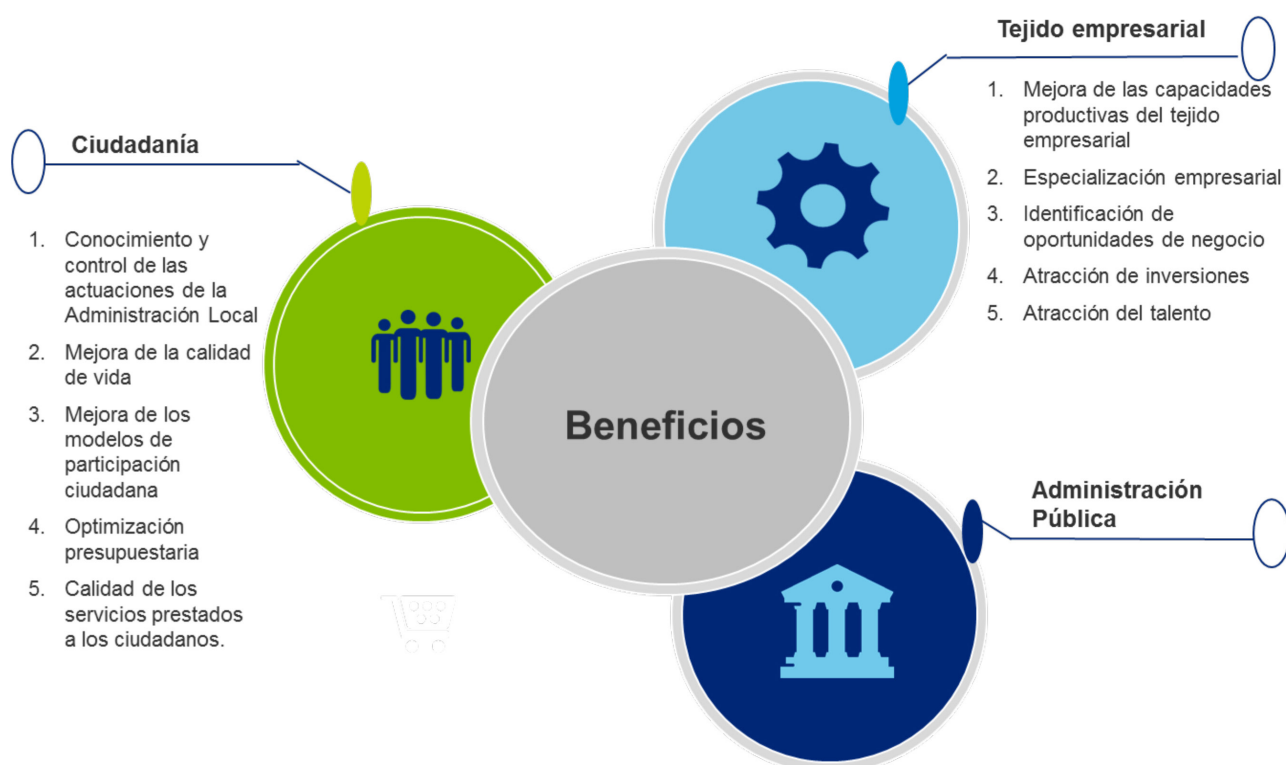 Ciudadanía
1. Conocimiento y
control de las
actuaciones de la
Administración Local
2. Mejora de la calidad
de vida
3. Mejora de los
modelos de
participación
ciudadana
4. Optimización
presupuestaria
5. Calidad de los
servicios prestados
a los ciudadanos.
Beneficios
Tejido empresarial
1. Mejora de las capacidades
productivas del tejido
empresarial
2. Especialización empresarial
3. Identificación de
oportunidades de negocio
4. Atracción de inversiones
5. Atracción del talento
Administración
Pública